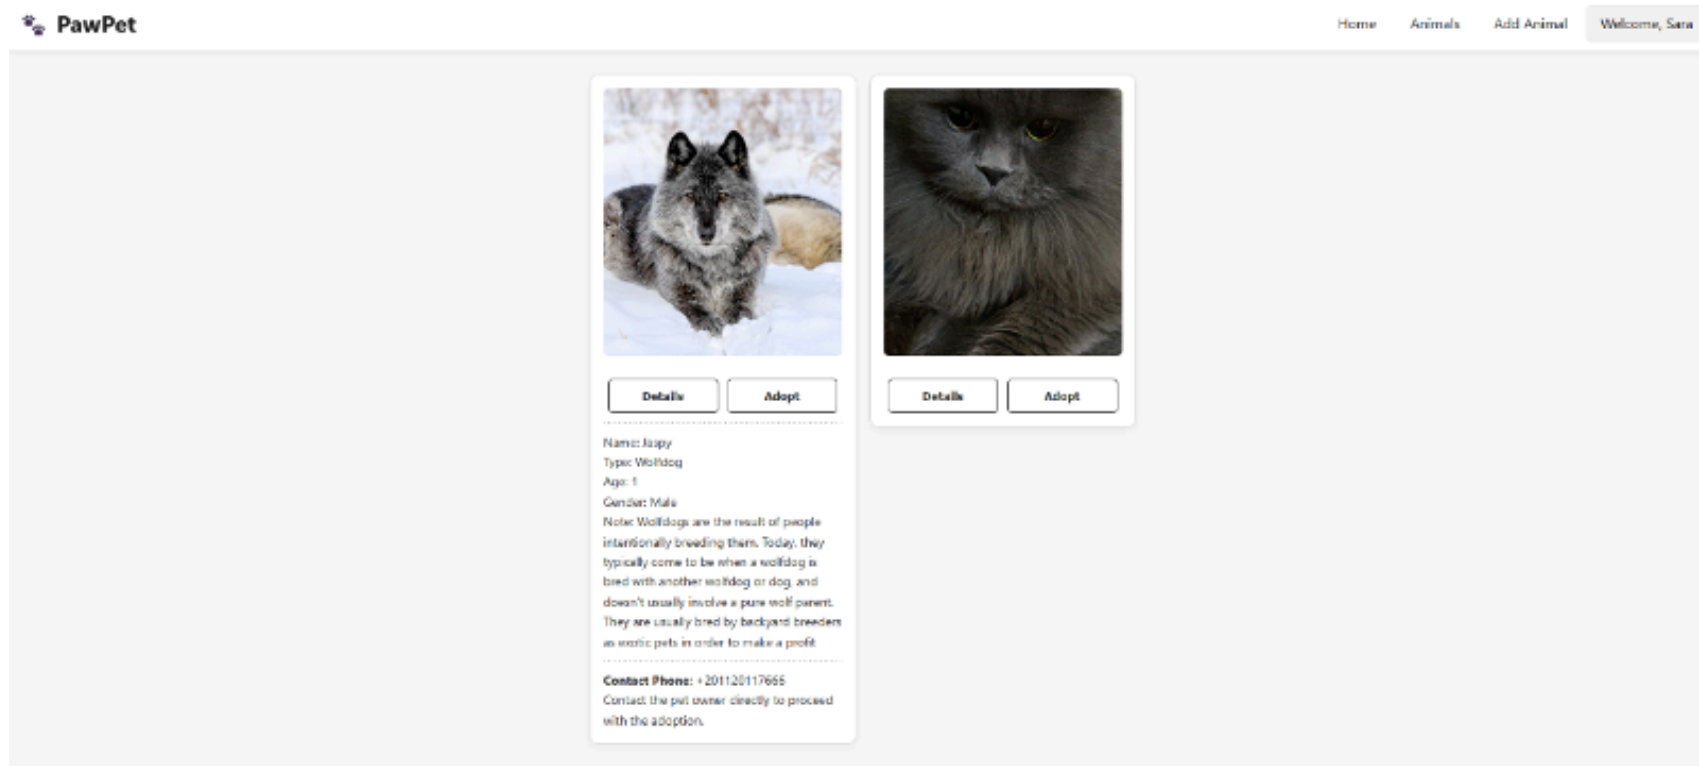 PawPet
Home
Animals
Add Animal
Welcome, Sara
Details
Adopt
Details
Adopt
Name: Jaspy
Type: Wolfdog
Age: 1
Gender: Male
Note: Wolfdogs are the result of people
intentionally breeding them. Today, they
typically come to be when a wolfdog is
bred with another wolfdog or dog, and
doesn't usually involve a pure wolf parent.
They are usually bred by backyard breeders
as exotic pets in order to make a profit
Contact Phone: +201120117665
Contact the pet owner directly to proceed
with the adoption.